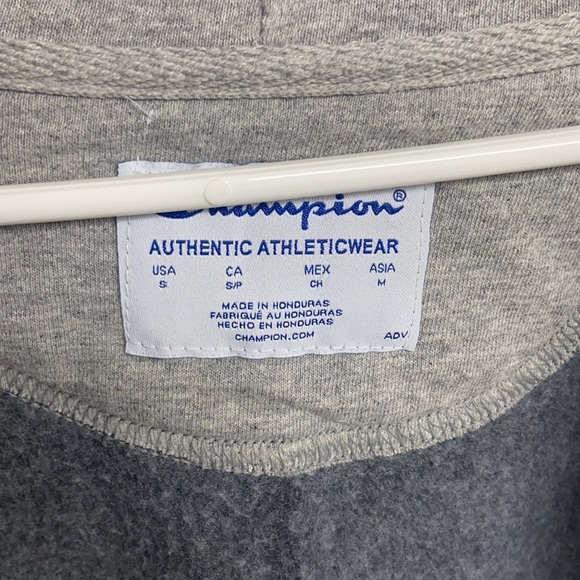 Champion®
AUTHENTIC ATHLETICWEAR
USA CA MEX ASIA
S S/P CH M
MADE IN HONDURAS
FABRIQUÉ AU HONDURAS
HECHO EN HONDURAS
CHAMPION.COM
ADV